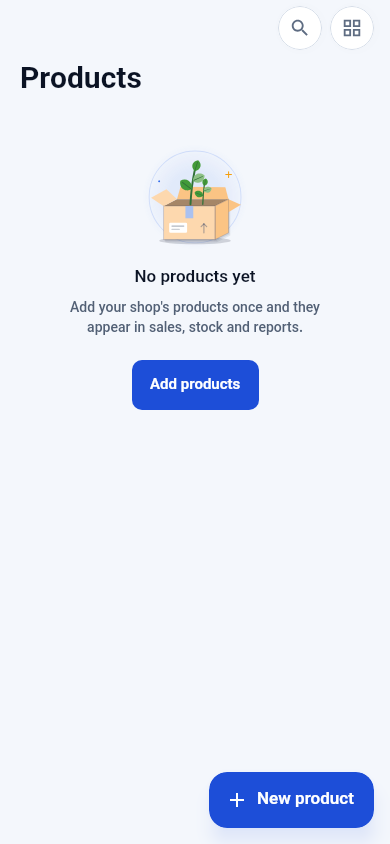 Products
No products yet
Add your shop's products once and they
appear in sales, stock and reports.
Add products
New product